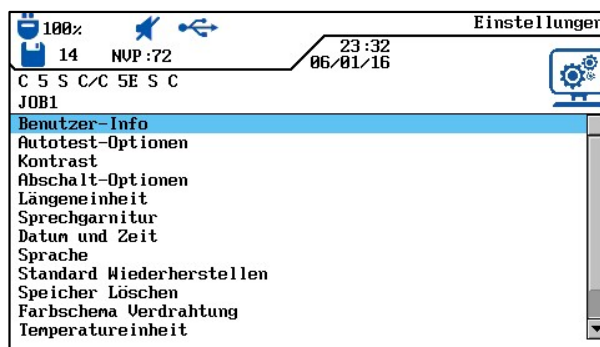 100% Einstellungen
14 NVP:72 23:32
06/01/16
C 5 S C/C 5E S C
JOB1
Benutzer-Info
Autotest-Optionen
Kontrast
Abschalt-Optionen
Längeneinheit
Sprechgarnitur
Datum und Zeit
Sprache
Standard Wiederherstellen
Speicher Löschen
Farbschema Verdrahtung
Temperatureinheit